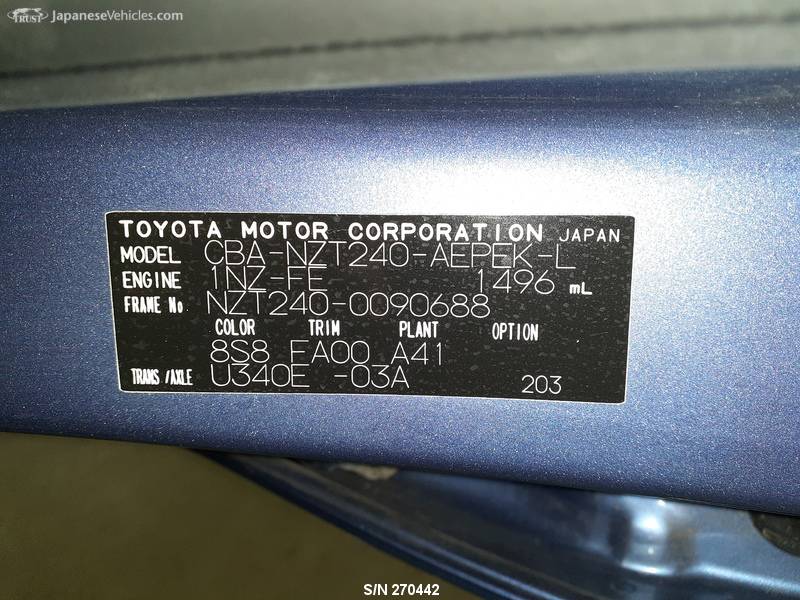 TRUST JapaneseVehicles.com
TOYOTA MOTOR CORPORATION JAPAN
MODEL CBA-NZT240-AEPEK-L
ENGINE 1NZ-FE 1496 mL
FRAME No NZT240-0090688
COLOR TRIM PLANT OPTION
8S8 FA00 A41
TRANS/AXLE U340E -03A 203
S/N 270442